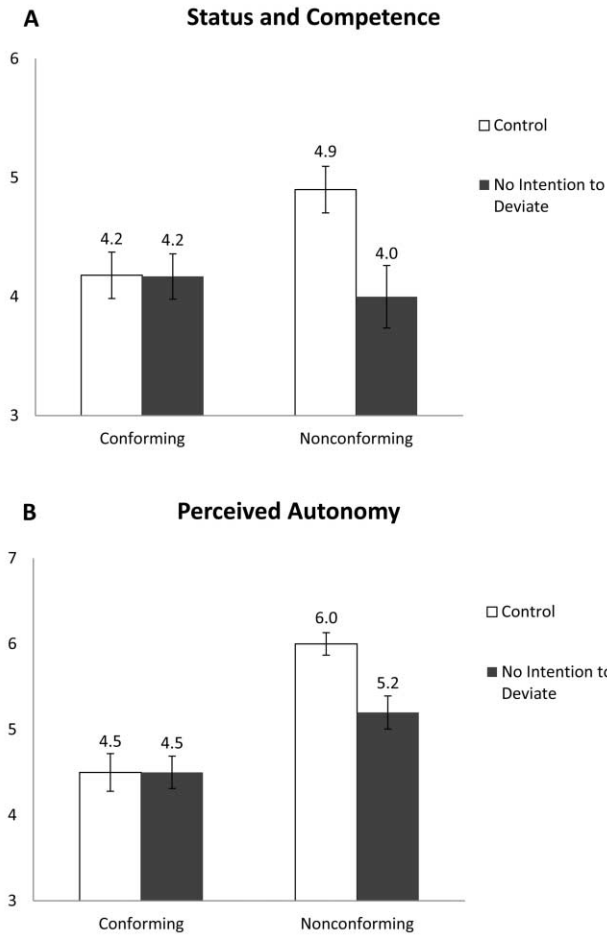 A
Status and Competence
6
5
4
3
4.2
4.2
4.9
4.0
Conforming
Nonconforming
Control
No Intention to
Deviate
B
Perceived Autonomy
7
6
5
4
3
4.5
4.5
6.0
5.2
Conforming
Nonconforming
Control
No Intention to
Deviate